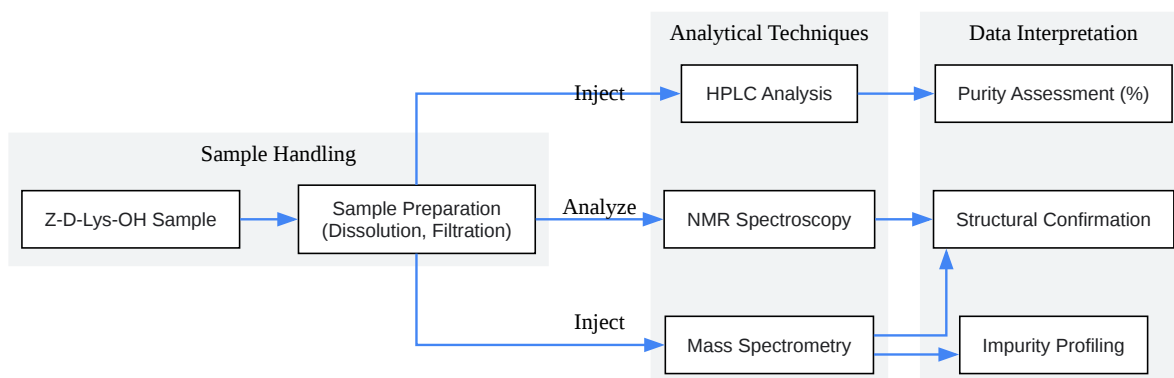 Analytical Techniques
Data Interpretation
Inject
HPLC Analysis
Purity Assessment (%)
Sample Handling
Z-D-Lys-OH Sample
Sample Preparation
(Dissolution, Filtration)
Analyze
NMR Spectroscopy
Structural Confirmation
Inject
Mass Spectrometry
Impurity Profiling